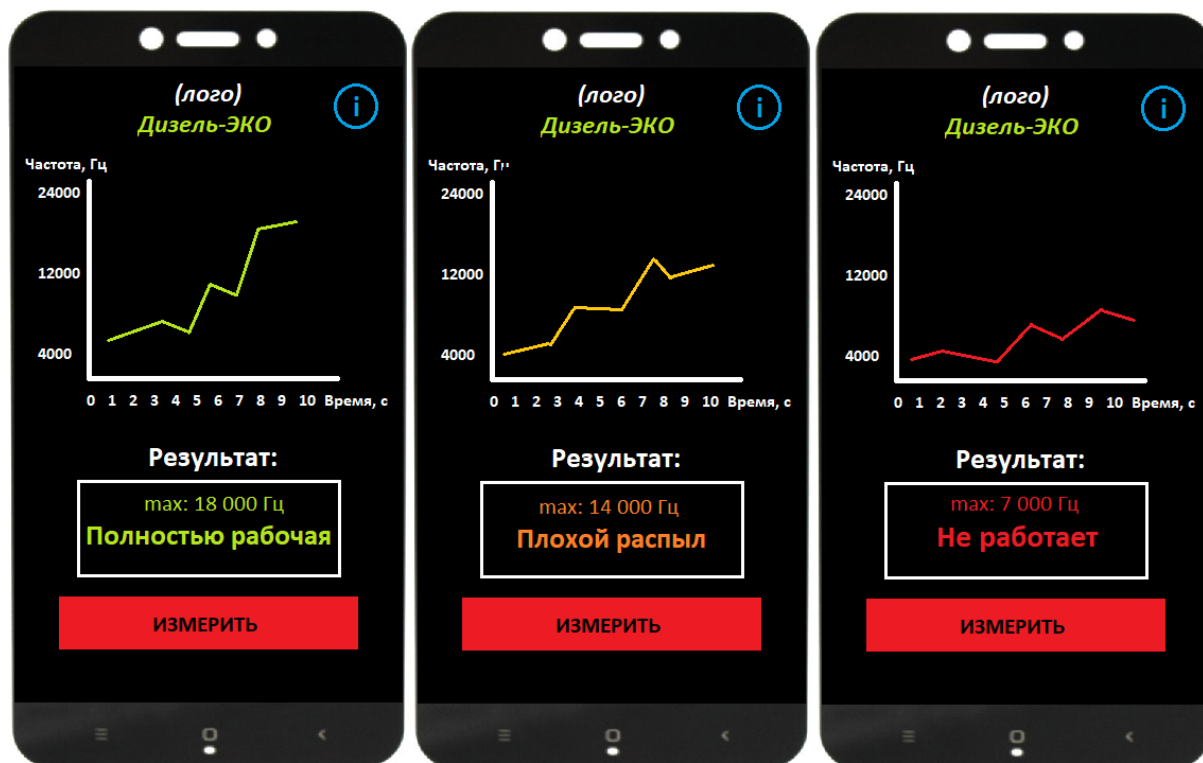 (лого)
Дизель-ЭКО
i
Частота, Гц
24000
12000
4000
0 1 2 3 4 5 6 7 8 9 10 Время, с
Результат:
max: 18 000 Гц
Полностью рабочая
ИЗМЕРИТЬ
(лого)
Дизель-ЭКО
i
Частота, Гц
24000
12000
4000
0 1 2 3 4 5 6 7 8 9 10 Время, с
Результат:
max: 14 000 Гц
Плохой распыл
ИЗМЕРИТЬ
(лого)
Дизель-ЭКО
i
Частота, Гц
24000
12000
4000
0 1 2 3 4 5 6 7 8 9 10 Время, с
Результат:
max: 7 000 Гц
Не работает
ИЗМЕРИТЬ